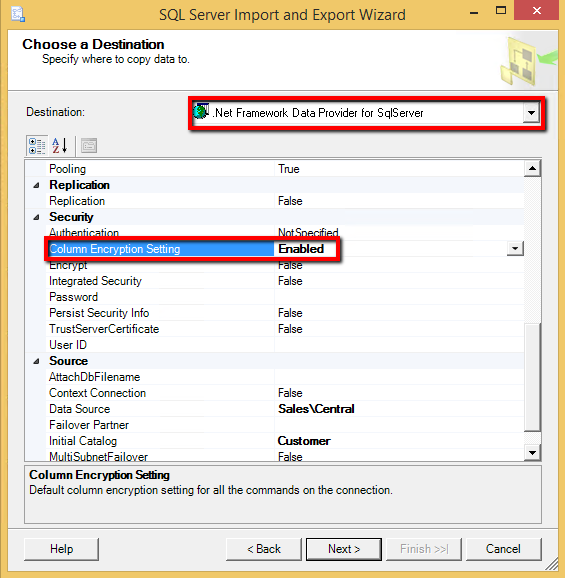 SQL Server Import and Export Wizard
Choose a Destination
Specify where to copy data to.
Destination: .Net Framework Data Provider for SqlServer
Pooling True
Replication
Replication False
Security
Authentication NotSpecified
Column Encryption Setting Enabled
Encrypt False
Integrated Security False
Password
Persist Security Info False
TrustServerCertificate False
User ID
Source
AttachDbFilename
Context Connection False
Data Source Sales\Central
Failover Partner
Initial Catalog Customer
MultiSubnetFailover False
Column Encryption Setting
Default column encryption setting for all the commands on the connection.
Help < Back Next > Finish >>| Cancel